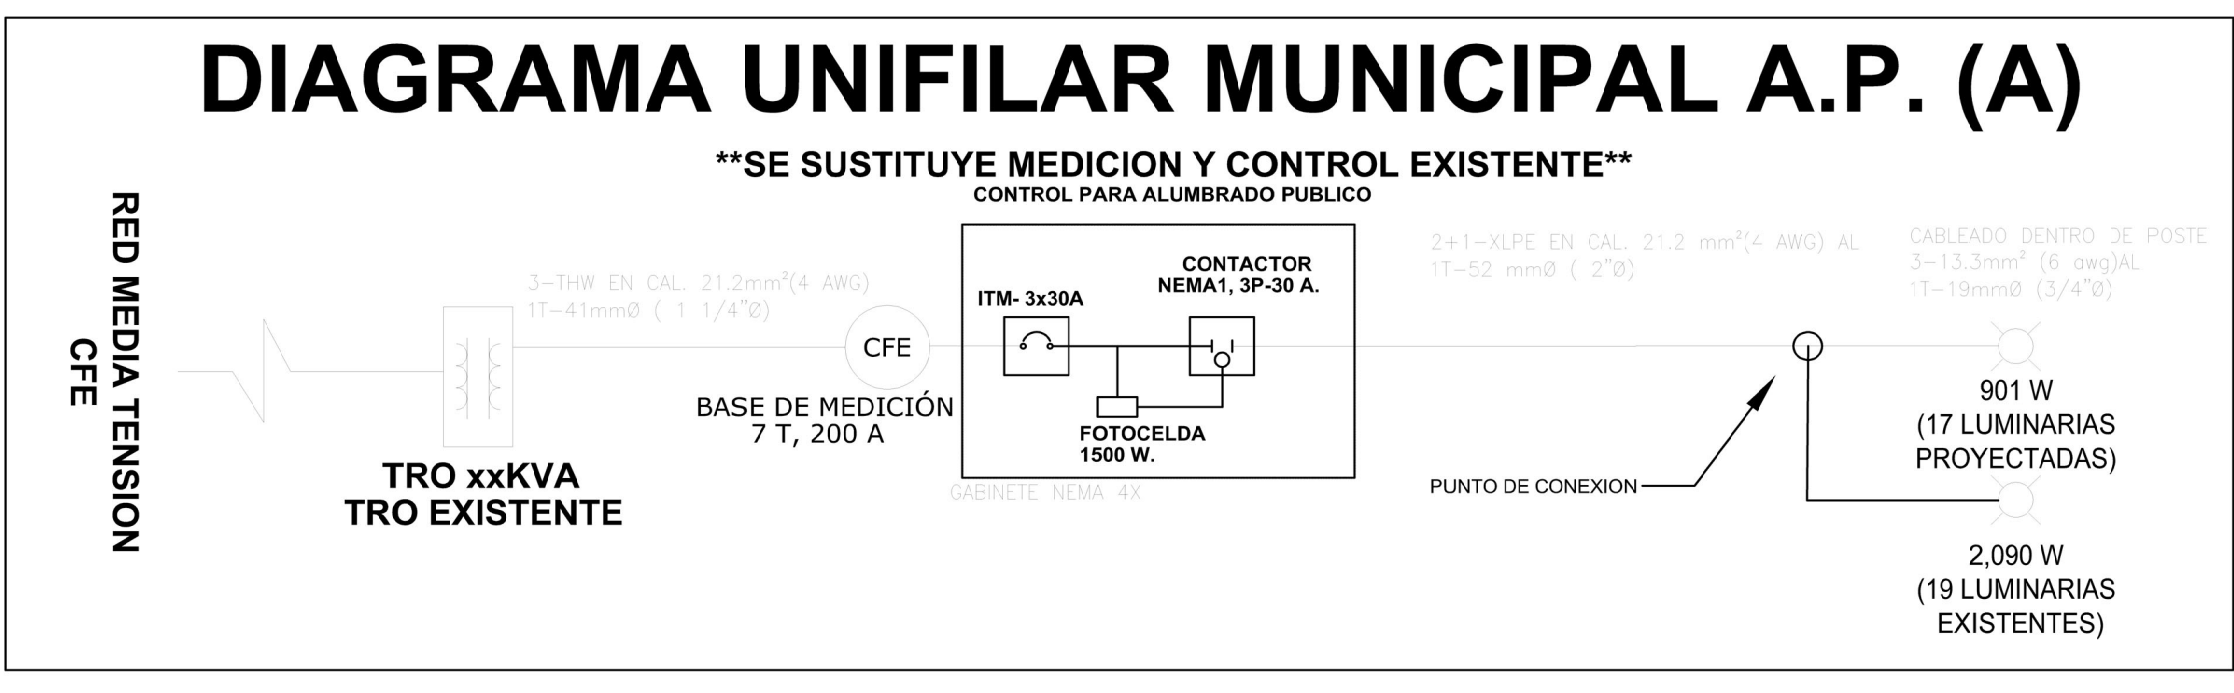 DIAGRAMA UNIFILAR MUNICIPAL A.P. (A)
**SE SUSTITUYE MEDICION Y CONTROL EXISTENTE**
CONTROL PARA ALUMBRADO PUBLICO
RED MEDIA TENSION
CFE
TRO xxKVA
TRO EXISTENTE
3-THW EN CAL. 21.2mm²(4 AWG)
1T-41mmØ ( 1 1/4"Ø)
CFE
BASE DE MEDICIÓN
7 T, 200 A
ITM- 3x30A
CONTACTOR
NEMA1, 3P-30 A.
FOTOCELDA
1500 W.
GABINETE NEMA 4X
2+1-XLPE EN CAL. 21.2 mm²(4 AWG) AL
1T-52 mmØ ( 2"Ø)
PUNTO DE CONEXION
CABLEADO DENTRO DE POSTE
3-13.3mm² (6 awg)AL
1T-19mmØ (3/4"Ø)
901 W
(17 LUMINARIAS
PROYECTADAS)
2,090 W
(19 LUMINARIAS
EXISTENTES)